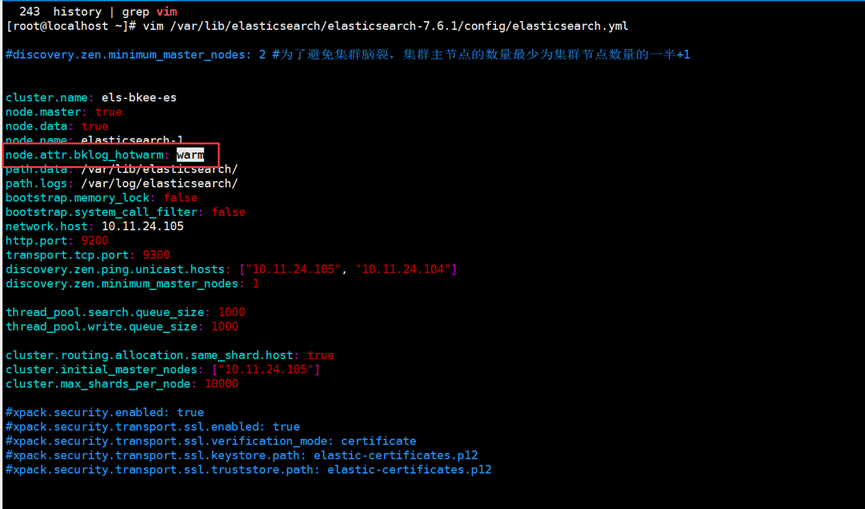 243  history | grep vim
[root@localhost ~]# vim /var/lib/elasticsearch/elasticsearch-7.6.1/config/elasticsearch.yml
#discovery.zen.minimum_master_nodes: 2 #为了避免集群脑裂，集群主节点的数量最少为集群节点数量的一半+1
cluster.name: els-bkee-es
node.master: true
node.data: true
node.name: elasticsearch-1
node.attr.bklog_hotwarm: warm
path.data: /var/lib/elasticsearch/
path.logs: /var/log/elasticsearch/
bootstrap.memory_lock: false
bootstrap.system_call_filter: false
network.host: 10.11.24.105
http.port: 9200
transport.tcp.port: 9300
discovery.zen.ping.unicast.hosts: ["10.11.24.105", "10.11.24.104"]
discovery.zen.minimum_master_nodes: 1
thread_pool.search.queue_size: 1000
thread_pool.write.queue_size: 1000
cluster.routing.allocation.same_shard.host: true
cluster.initial_master_nodes: ["10.11.24.105"]
cluster.max_shards_per_node: 10000
#xpack.security.enabled: true
#xpack.security.transport.ssl.enabled: true
#xpack.security.transport.ssl.verification_mode: certificate
#xpack.security.transport.ssl.keystore.path: elastic-certificates.p12
#xpack.security.transport.ssl.truststore.path: elastic-certificates.p12